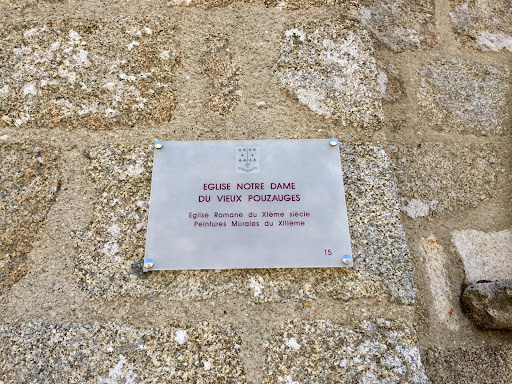 EGLISE NOTRE DAME
DU VIEUX POUZAUGES
Eglise Romane du XIème siècle
Peintures Murales du XIIIème
15